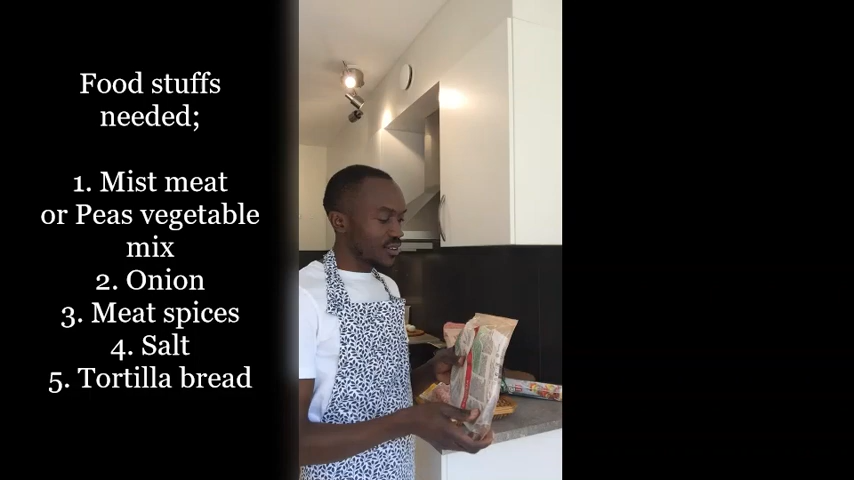 Food stuffs
needed;
1. Mist meat
or Peas vegetable
mix
2. Onion
3. Meat spices
4. Salt
5. Tortilla bread